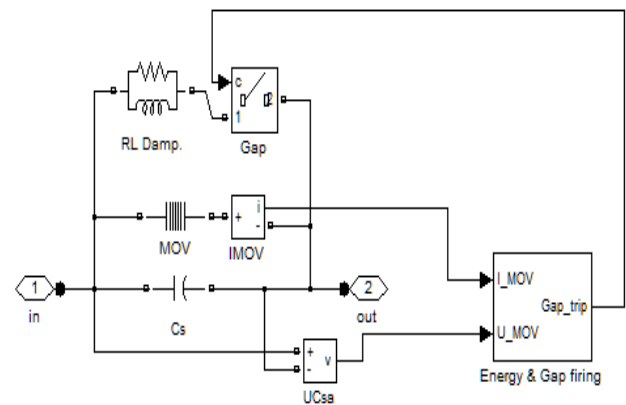 c
2
1
RL Damp.
Gap
i
+
-
MOV
IMOV
1
2
in
out
Cs
+
v
-
UCsa
I_MOV
Gap_trip
U_MOV
Energy & Gap firing